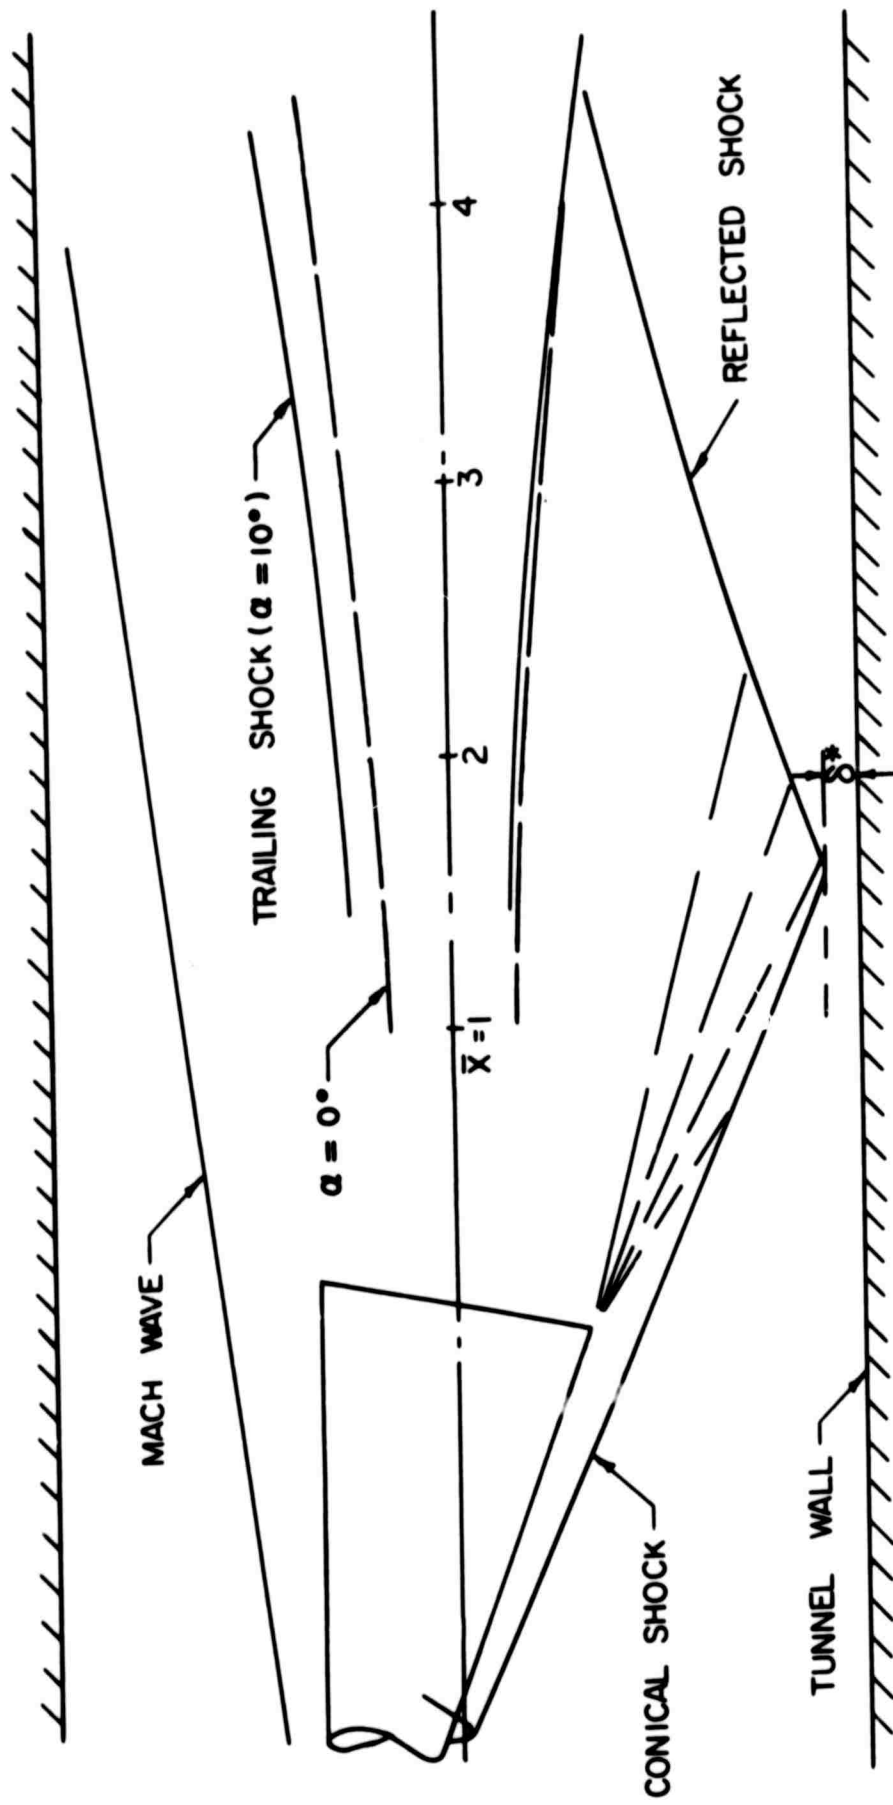 MACH WAVE
TRAILING SHOCK (α = 10°)
α = 0°
X̄ = 1
2
3
4
REFLECTED SHOCK
δ*
CONICAL SHOCK
TUNNEL WALL